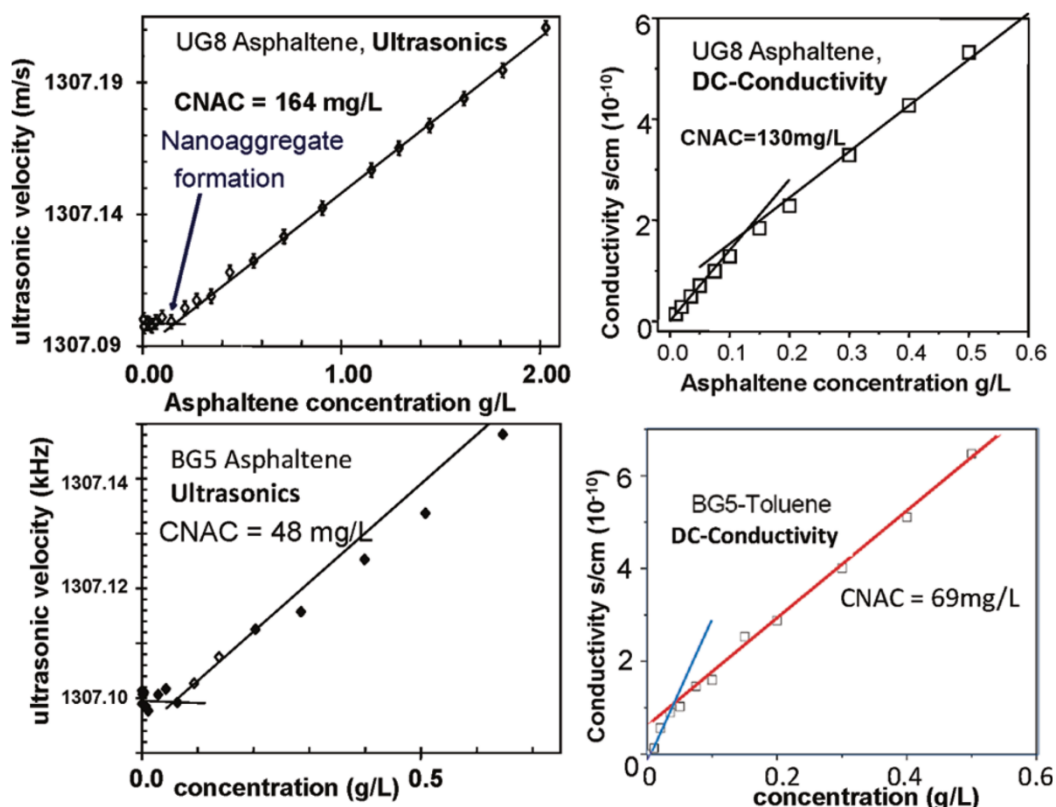 UG8 Asphaltene, Ultrasonics
CNAC = 164 mg/L
Nanoaggregate
formation
ultrasonic velocity (m/s)
1307.19
1307.14
1307.09
0.00 1.00 2.00
Asphaltene concentration g/L
UG8 Asphaltene,
DC-Conductivity
CNAC=130mg/L
Conductivity s/cm (10⁻¹⁰)
6
4
2
0
0.0 0.1 0.2 0.3 0.4 0.5 0.6
Asphaltene concentration g/L
BG5 Asphaltene
Ultrasonics
CNAC = 48 mg/L
ultrasonic velocity (kHz)
1307.14
1307.12
1307.10
0.0 0.5
concentration (g/L)
BG5-Toluene
DC-Conductivity
CNAC = 69mg/L
Conductivity s/cm (10⁻¹⁰)
6
4
2
0
0 0.2 0.4 0.6
concentration (g/L)